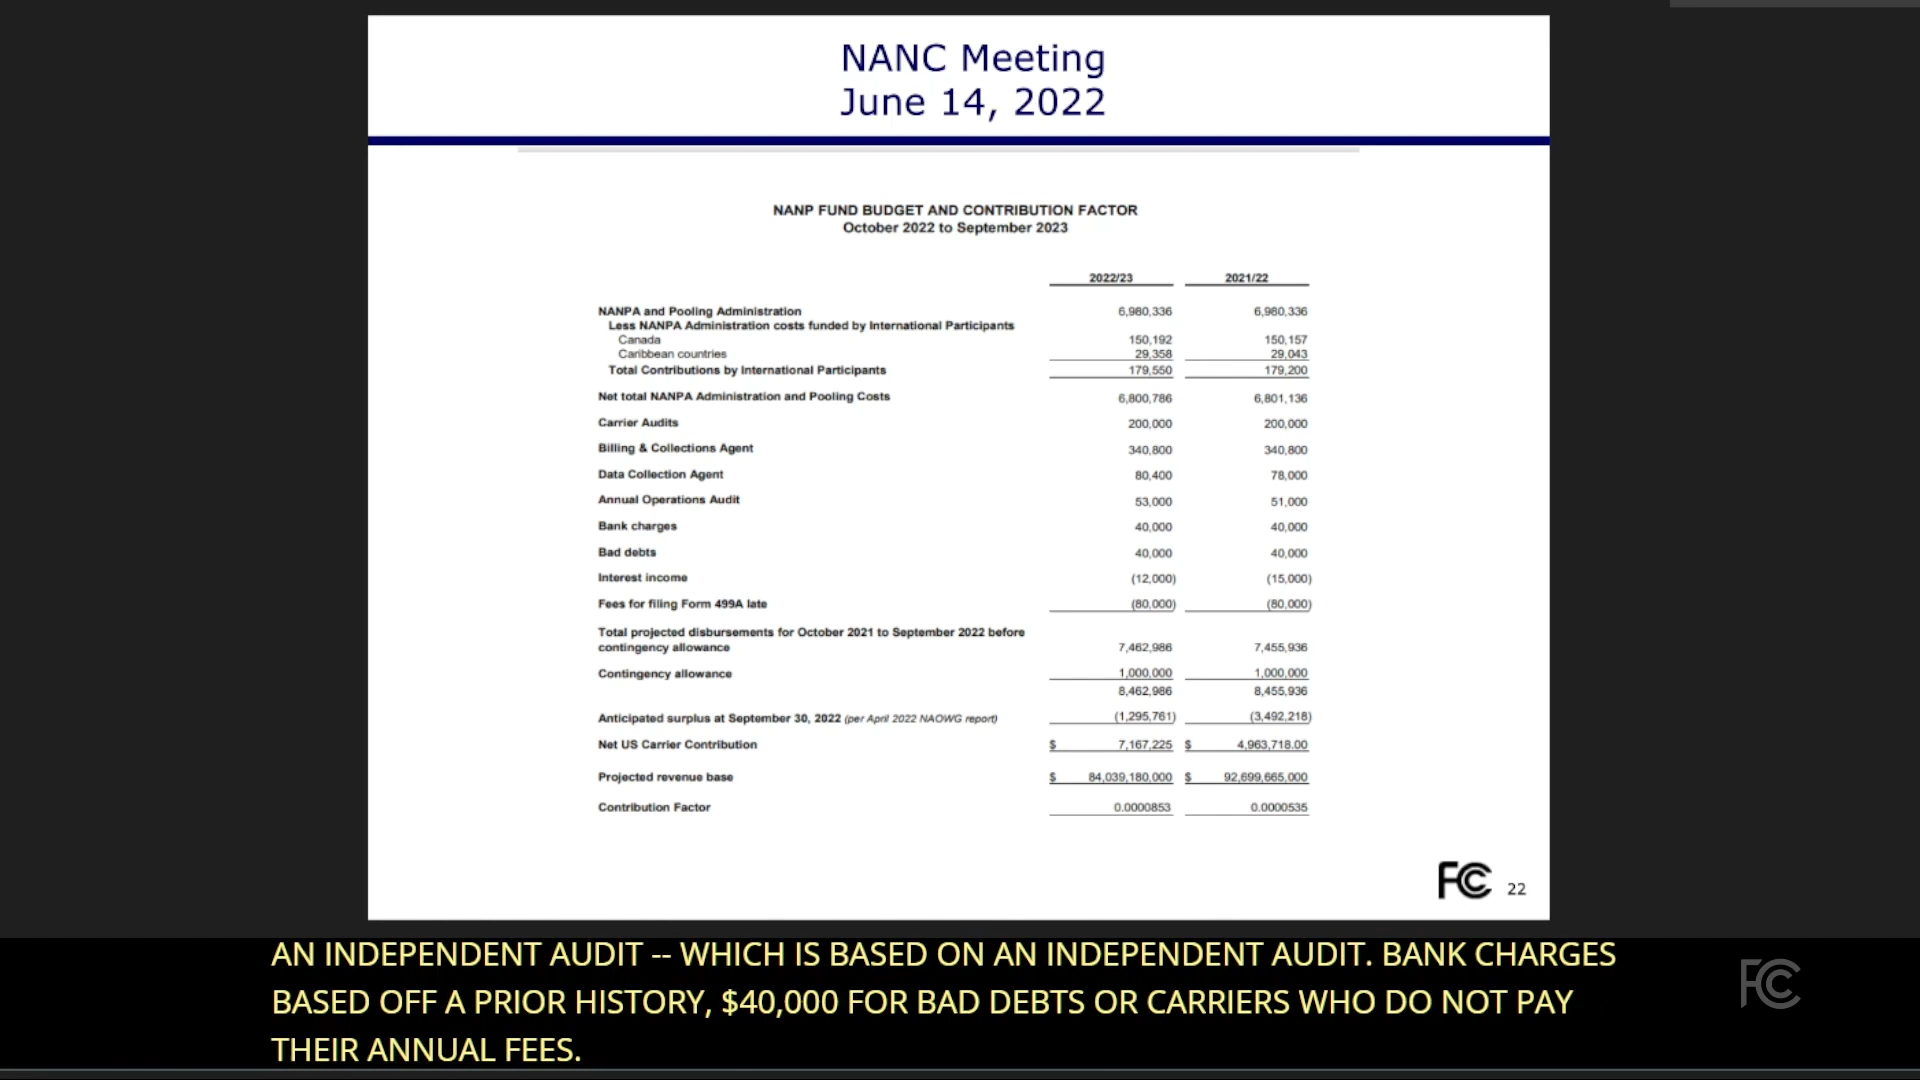 NANC Meeting
June 14, 2022
NANP FUND BUDGET AND CONTRIBUTION FACTOR
October 2022 to September 2023
2022/23 2021/22
NANPA and Pooling Administration 6,980,336 6,980,336
Less NANPA Administration costs funded by International Participants
Canada 150,192 150,157
Caribbean countries 29,358 29,043
Total Contributions by International Participants 179,550 179,200
Net total NANPA Administration and Pooling Costs 6,800,786 6,801,136
Carrier Audits 200,000 200,000
Billing & Collections Agent 340,800 340,800
Data Collection Agent 80,400 78,000
Annual Operations Audit 53,000 51,000
Bank charges 40,000 40,000
Bad debts 40,000 40,000
Interest income (12,000) (15,000)
Fees for filing Form 499A late (80,000) (80,000)
Total projected disbursements for October 2021 to September 2022 before
contingency allowance 7,462,986 7,455,936
Contingency allowance 1,000,000 1,000,000
8,462,986 8,455,936
Anticipated surplus at September 30, 2022 (per April 2022 NAOWG report) (1,295,761) (3,492,218)
Net US Carrier Contribution $ 7,167,225 $ 4,963,718.00
Projected revenue base $ 84,039,180,000 $ 92,699,665,000
Contribution Factor 0.0000853 0.0000535
FCC 22
AN INDEPENDENT AUDIT -- WHICH IS BASED ON AN INDEPENDENT AUDIT. BANK CHARGES
BASED OFF A PRIOR HISTORY, $40,000 FOR BAD DEBTS OR CARRIERS WHO DO NOT PAY
THEIR ANNUAL FEES.
FCC